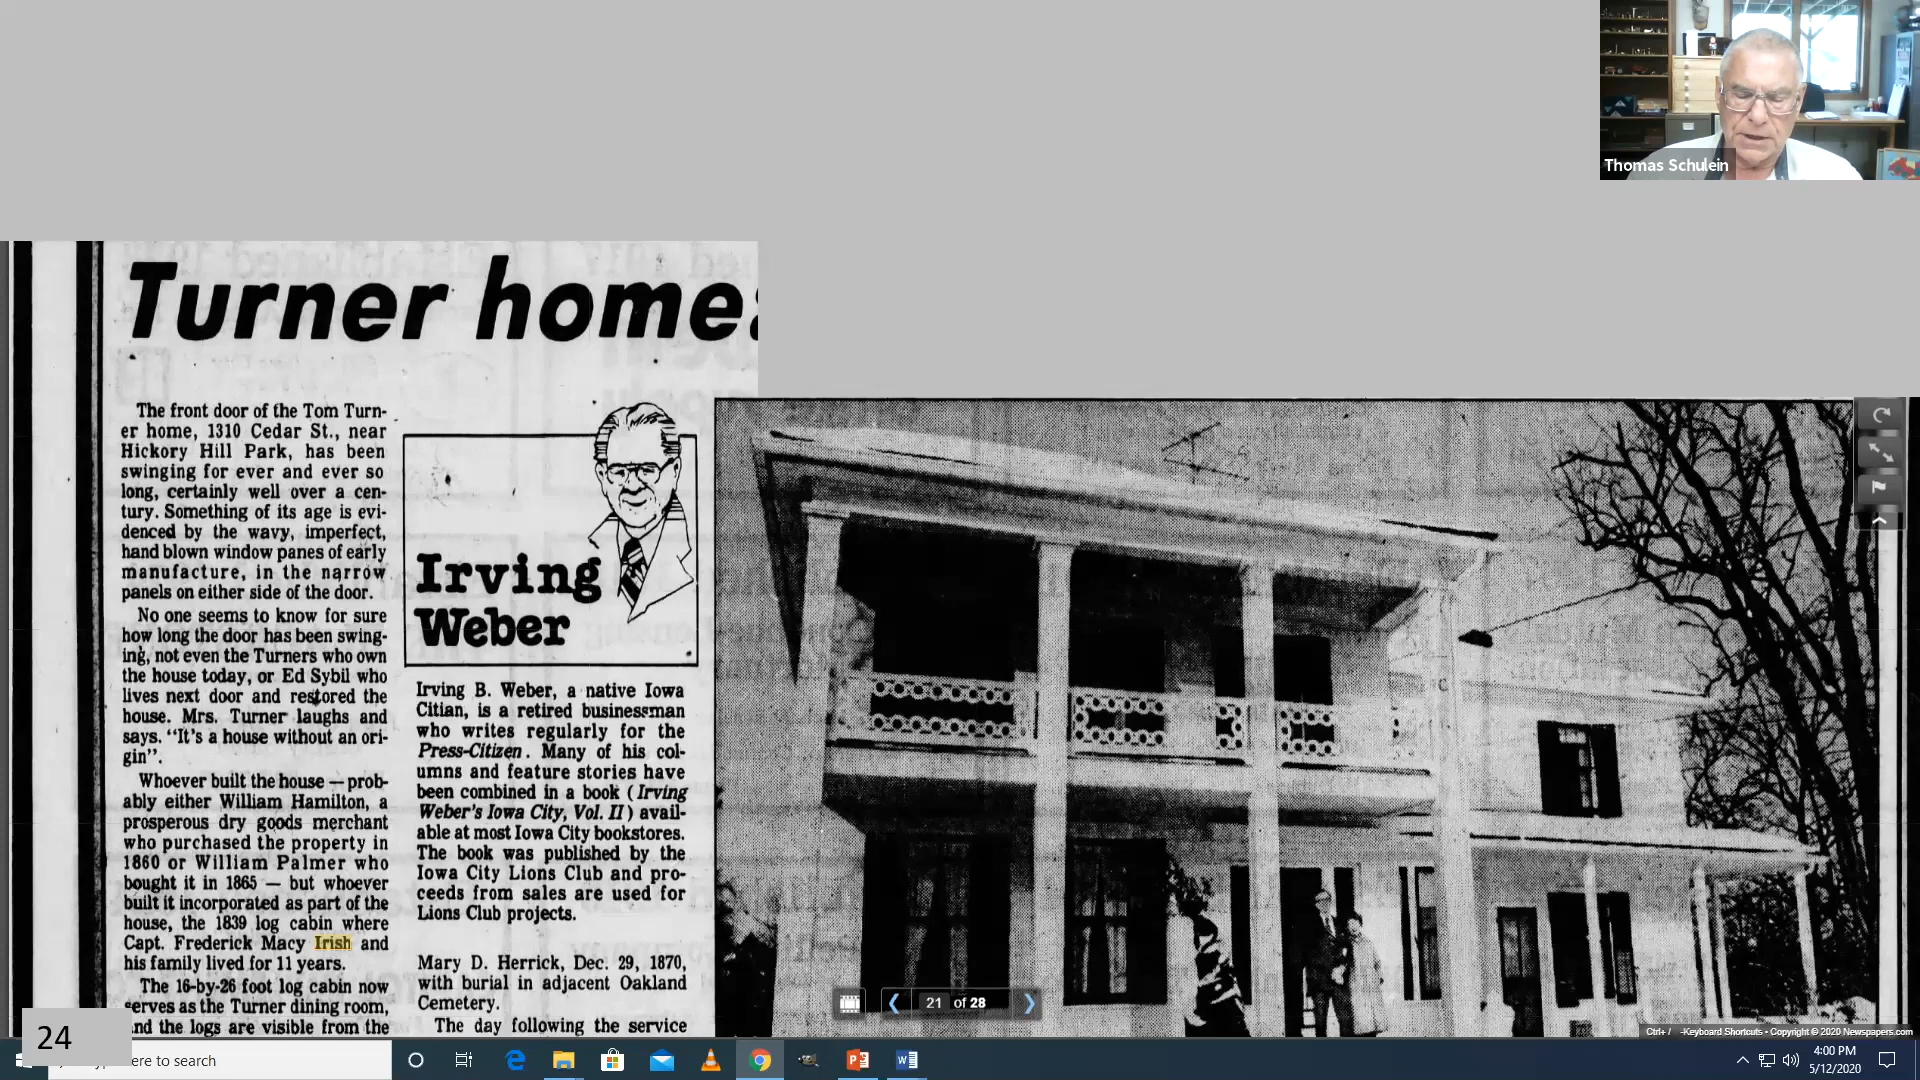 Thomas Schulein
Turner home
The front door of the Tom Turn-
er home, 1310 Cedar St., near
Hickory Hill Park, has been
swinging for ever and ever so
long, certainly well over a cen-
tury. Something of its age is evi-
denced by the wavy, imperfect,
hand blown window panes of early
manufacture, in the narrow
panels on either side of the door.
No one seems to know for sure
how long the door has been swing-
ing, not even the Turners who own
the house today, or Ed Sybil who
lives next door and restored the
house. Mrs. Turner laughs and
says. "It's a house without an ori-
gin".
Whoever built the house — prob-
ably either William Hamilton, a
prosperous dry goods merchant
who purchased the property in
1860 or William Palmer who
bought it in 1865 — but whoever
built it incorporated as part of the
house, the 1839 log cabin where
Capt. Frederick Macy Irish and
his family lived for 11 years.
The 16-by-26 foot log cabin now
serves as the Turner dining room,
and the logs are visible from the
Irving
Weber
Irving B. Weber, a native Iowa
Citian, is a retired businessman
who writes regularly for the
Press-Citizen. Many of his col-
umns and feature stories have
been combined in a book (Irving
Weber's Iowa City, Vol. II) avail-
able at most Iowa City bookstores.
The book was published by the
Iowa City Lions Club and pro-
ceeds from sales are used for
Lions Club projects.
Mary D. Herrick, Dec. 29, 1870,
with burial in adjacent Oakland
Cemetery.
The day following the service
21 of 28
Ctrl+ / -Keyboard Shortcuts • Copyright © 2020 Newspapers.com
24
here to search
4:00 PM
5/12/2020